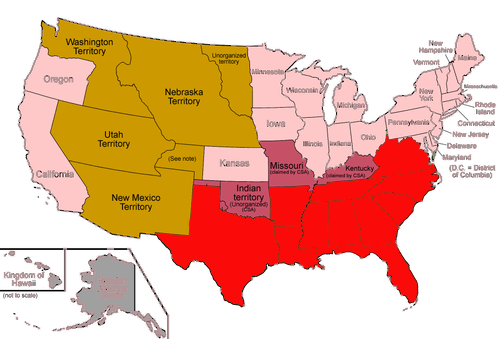 Washington
Territory
Unorganized
territory
New
Hampshire
Vermont
Maine
Oregon
Minnesota
Nebraska
Territory
Wisconsin
Michigan
New
York
Massachusetts
Rhode
Island
Connecticut
New Jersey
Delaware
Maryland
(D.C. = District
of Columbia)
Pennsylvania
Iowa
Illinois
Indiana
Ohio
Utah
Territory
(See note)
Kansas
Missouri
(claimed by CSA)
Kentucky
(claimed by CSA)
California
New Mexico
Territory
Indian
territory
(Unorganized)
(CSA)
Kingdom of
Hawaii
(not to scale)